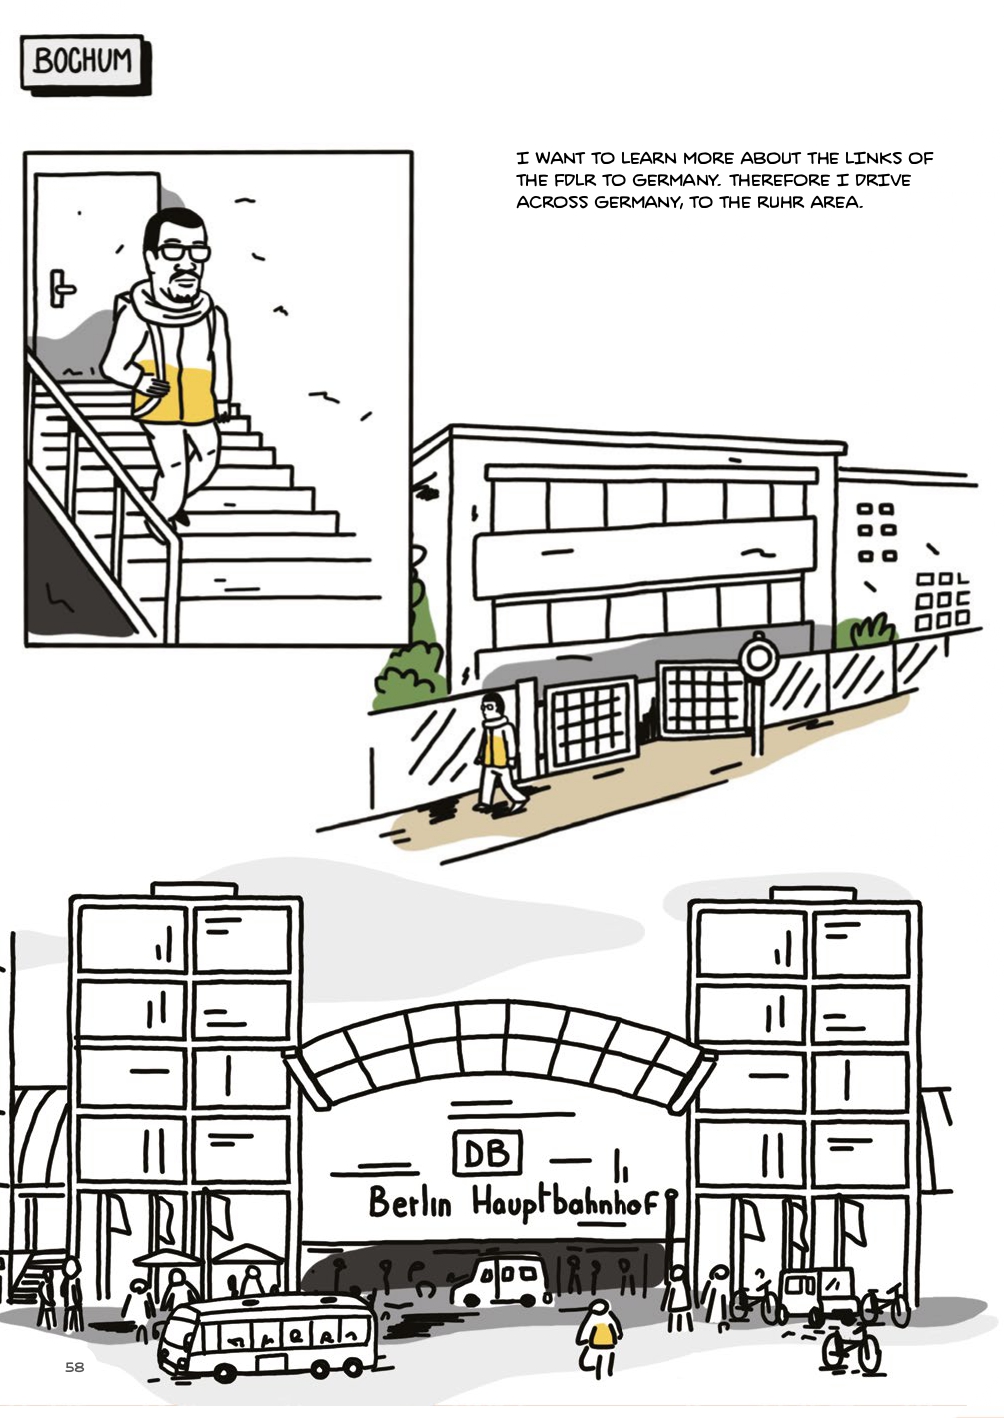 BOCHUM
I WANT TO LEARN MORE ABOUT THE LINKS OF
THE FDLR TO GERMANY. THEREFORE I DRIVE
ACROSS GERMANY, TO THE RUHR AREA.
DB
Berlin Hauptbahnhof
58